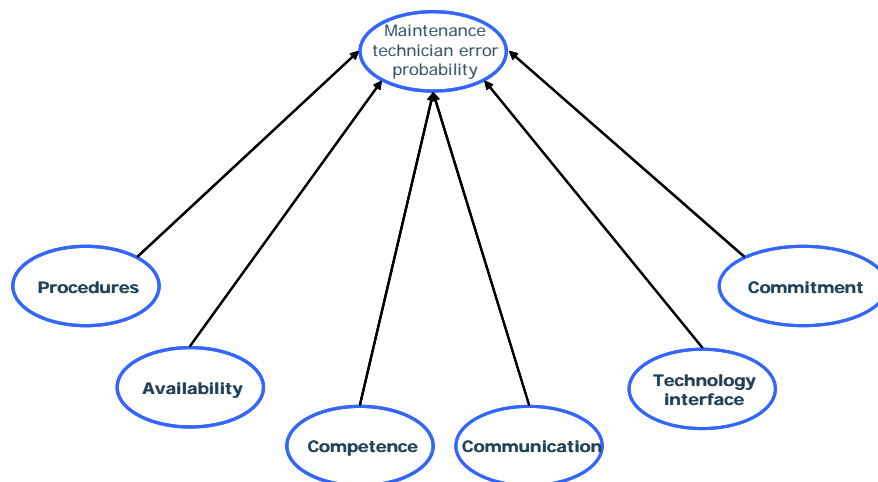 Maintenance
technician error
probability
Procedures
Commitment
Availability
Technology
interface
Competence
Communication